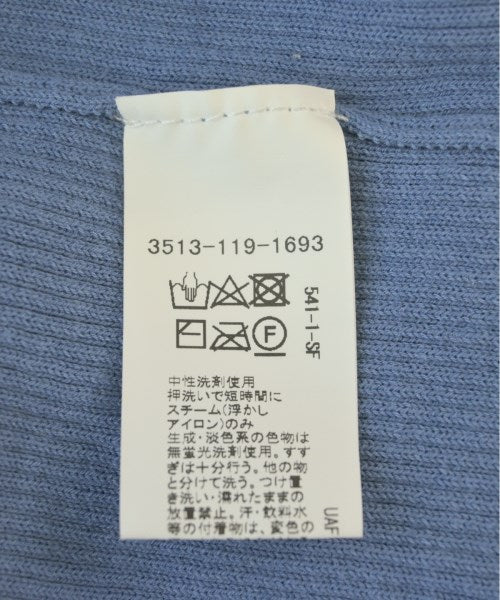 3513-119-1693
541-1-SF
F
中性洗剤使用
押洗いで短時間に
スチーム(浮かし
アイロン)のみ
生成・淡色系の色物は
無蛍光洗剤使用。すす
ぎは十分行う。他の物
と分けて洗う。つけ置
き洗い・濡れたままの
放置禁止。汗・飲料水
等の付着物は、変色の
UAF